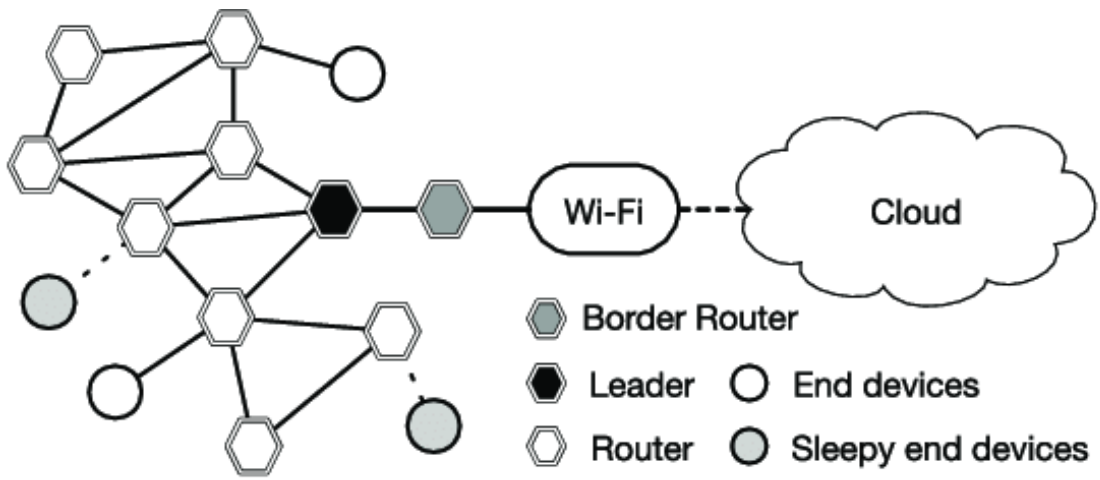 Wi-Fi
Cloud
Border Router
Leader
End devices
Router
Sleepy end devices